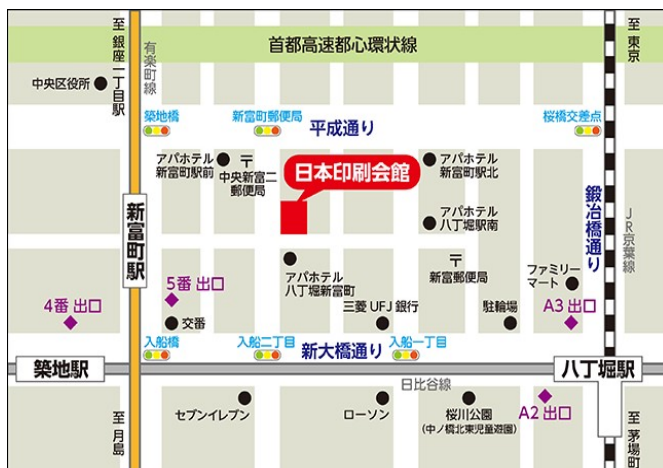 至
銀座一丁目駅
有楽町線
首都高速都心環状線
至
東京
中央区役所
築地橋
新富町郵便局
平成通り
桜橋交差点
アパホテル
新富町駅前
〒
中央新富二
郵便局
日本印刷会館
アパホテル
新富町駅北
アパホテル
八丁堀駅南
鍛冶橋通り
JR京葉線
新富町駅
アパホテル
八丁堀新富町
〒
新富郵便局
ファミリー
マート
5番 出口
4番 出口
交番
三菱 UFJ 銀行
駐輪場
A3 出口
入船橋
入船二丁目
新大橋通り
入船一丁目
築地駅
八丁堀駅
日比谷線
セブンイレブン
ローソン
桜川公園
(中ノ橋北東児童遊園)
A2 出口
至
月島
至
茅場町